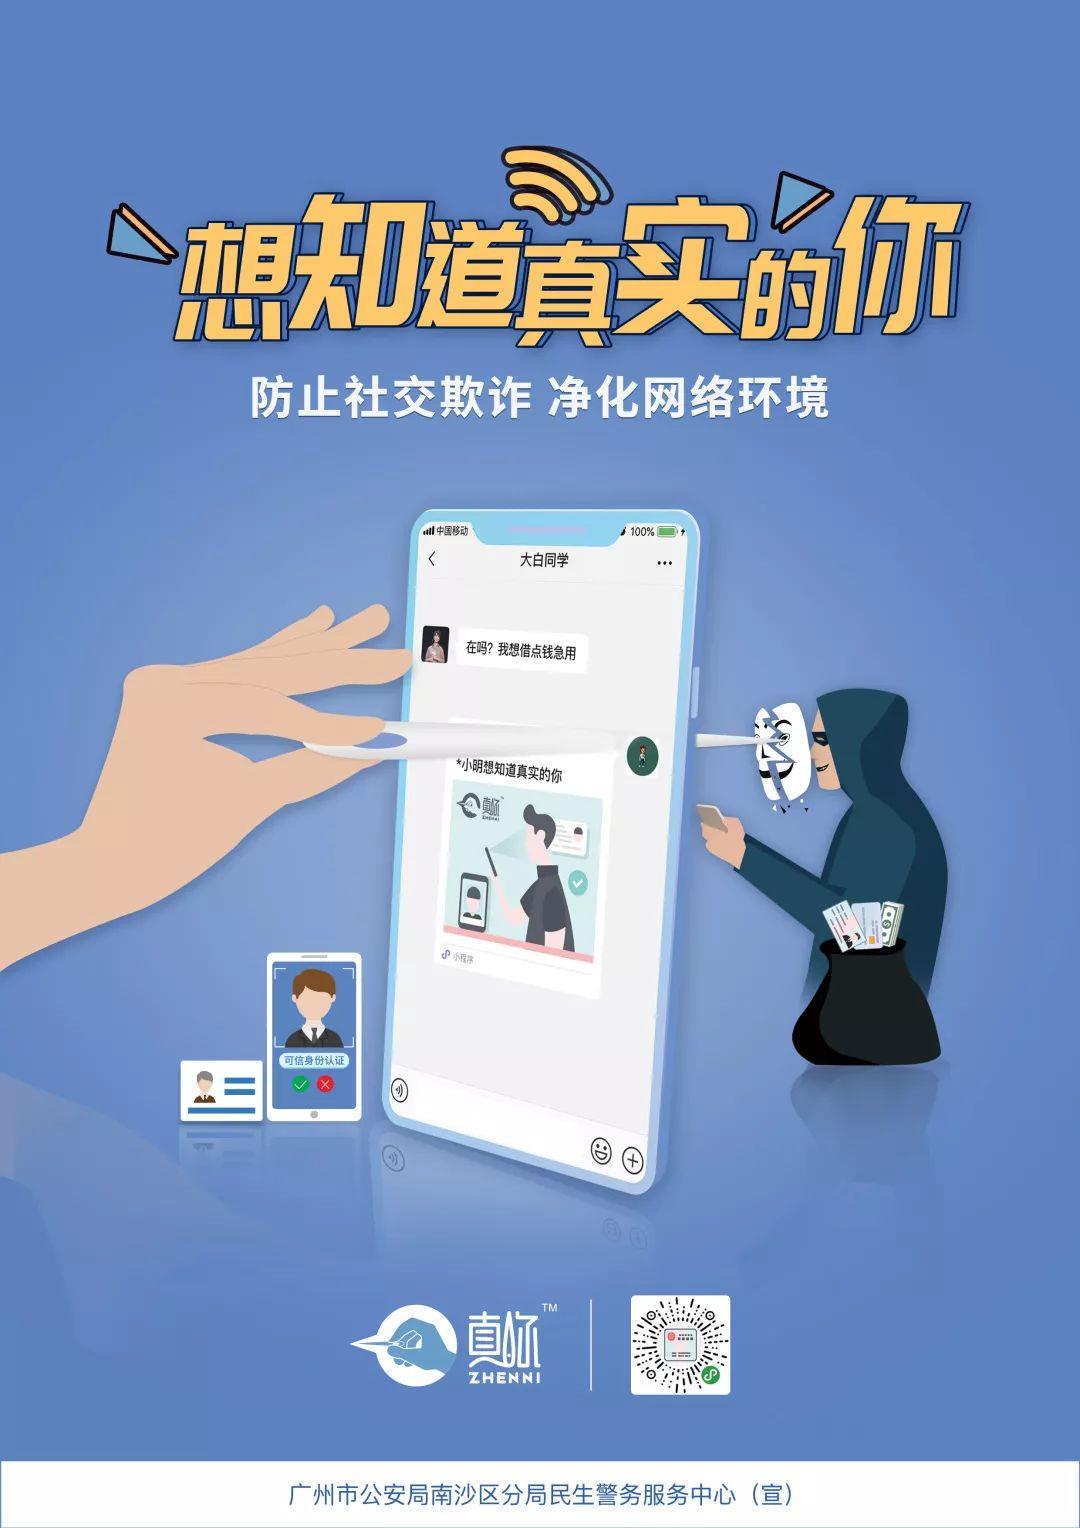 想知道真实的你
防止社交欺诈 净化网络环境
中国移动
100%
大白同学
在吗?我想借点钱急用
*小明想知道真实的你
真你
ZHENNI
小程序
可信身份认证
真你 TM
ZHENNI
广州市公安局南沙区分局民生警务服务中心（宣）